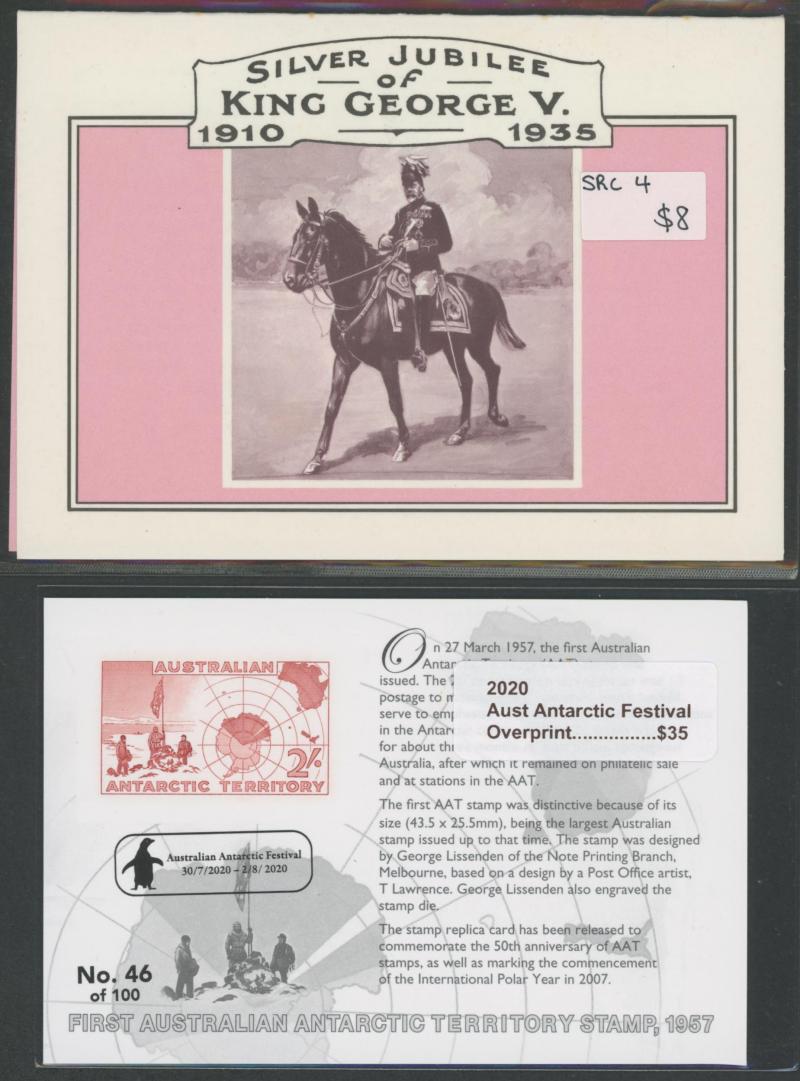 SILVER JUBILEE
OF
KING GEORGE V.
1910 1935
SRC 4
$8
AUSTRALIAN
2/-
ANTARCTIC TERRITORY
On 27 March 1957, the first Australian
issued. The
postage to
serve to
in the
for about
Australia, after which it remained on philatelic sale
and at stations in the AAT.
2020
Aust Antarctic Festival
Overprint................$35
The first AAT stamp was distinctive because of its
size (43.5 x 25.5mm), being the largest Australian
stamp issued up to that time. The stamp was designed
by George Lissenden of the Note Printing Branch,
Melbourne, based on a design by a Post Office artist,
T Lawrence. George Lissenden also engraved the
stamp die.
The stamp replica card has been released to
commemorate the 50th anniversary of AAT
stamps, as well as marking the commencement
of the International Polar Year in 2007.
Australian Antarctic Festival
30/7/2020 – 2/8/2020
No. 46
of 100
FIRST AUSTRALIAN ANTARCTIC TERRITORY STAMP, 1957